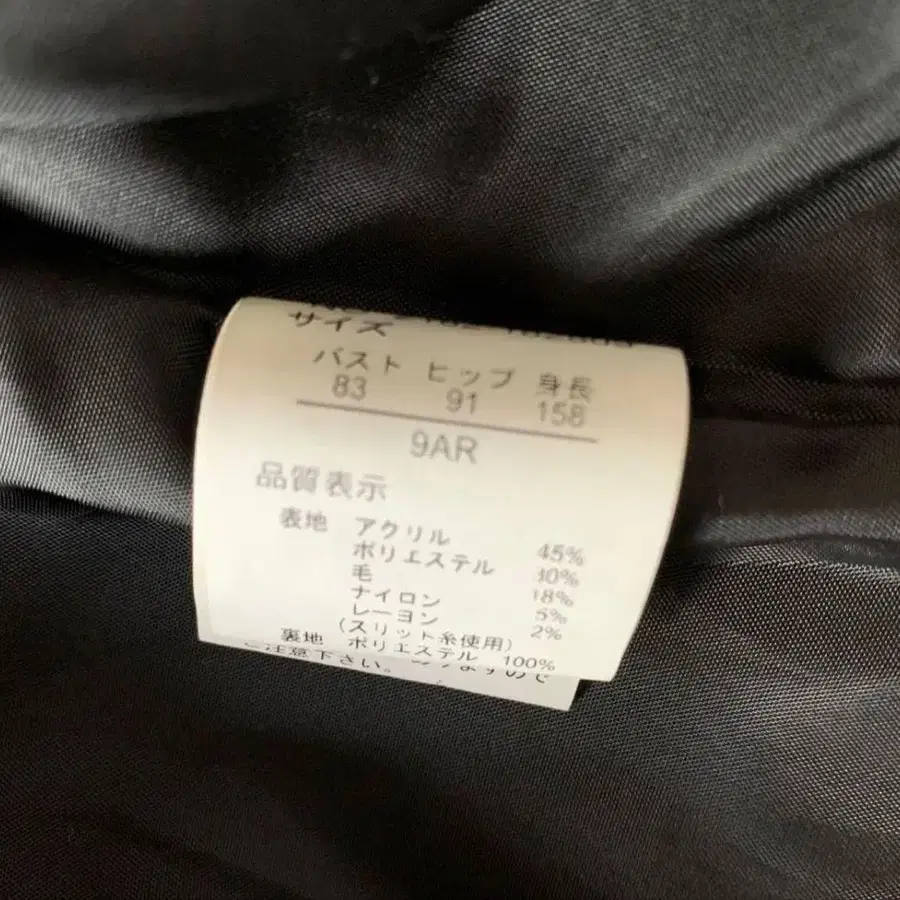 サイズ
バスト ヒップ 身長
83 91 158
9AR
品質表示
表地 アクリル 45%
ポリエステル 30%
毛 18%
ナイロン 5%
レーヨン 2%
(スリット糸使用)
裏地 ポリエステル 100%